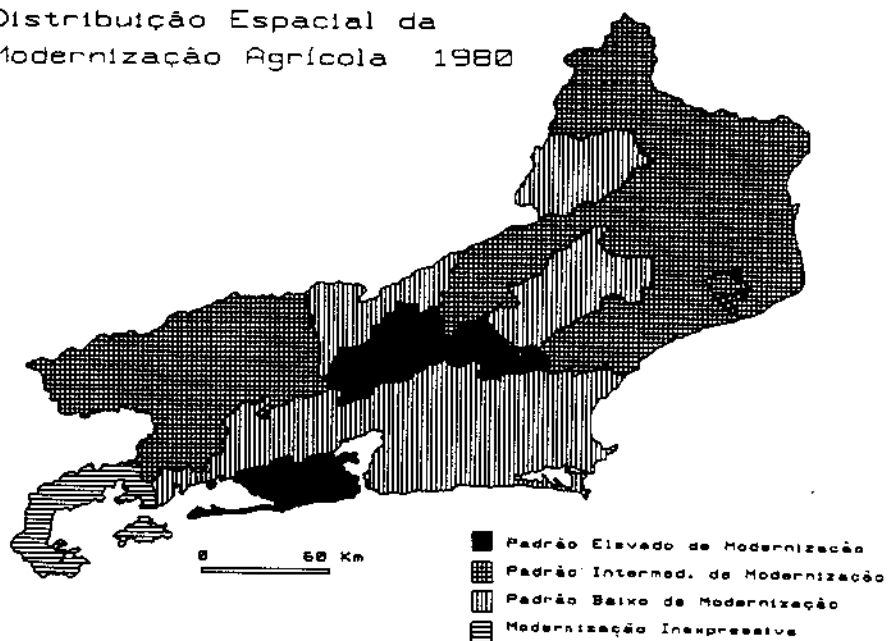 Distribuição Espacial da
Modernização Agrícola 1980
0 60 Km
Padrão Elevado de Modernização
Padrão Intermed. de Modernização
Padrão Baixo de Modernização
Modernização Inexpressiva